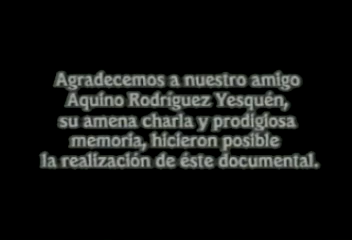 Agradecemos a nuestro amigo
Aquino Rodríguez Yesquén,
su amena charla y prodigiosa
memoria, hicieron posible
la realización de éste documental.